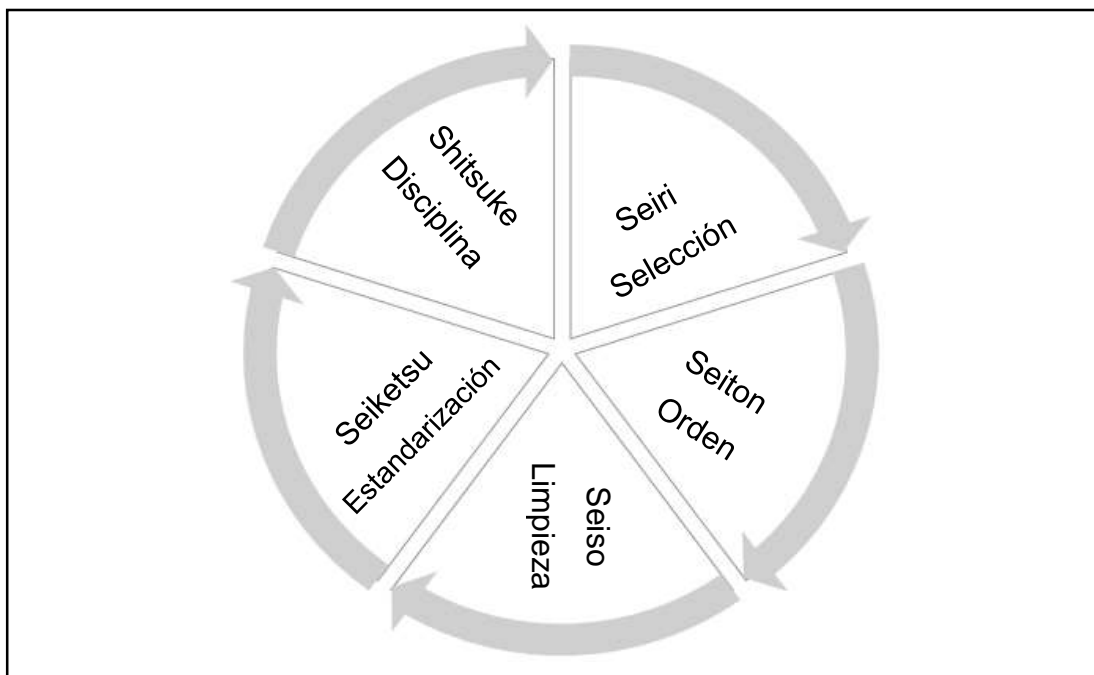 Seiri
Selección
Seiton
Orden
Seiso
Limpieza
Seiketsu
Estandarización
Shitsuke
Disciplina